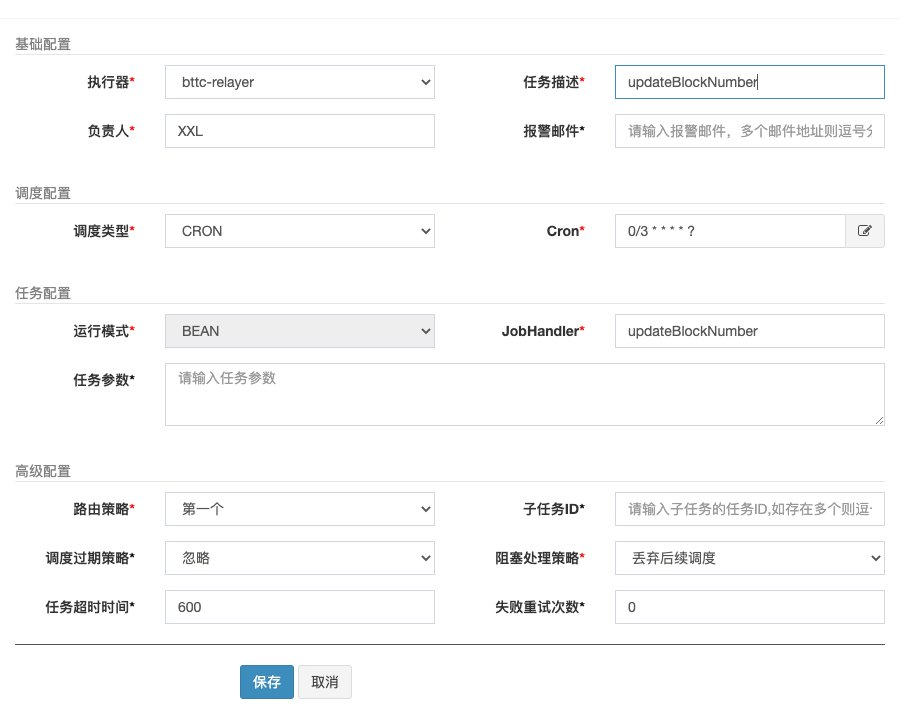 基础配置
执行器* bttc-relayer 任务描述* updateBlockNumber
负责人* XXL 报警邮件* 请输入报警邮件，多个邮件地址则逗号分
调度配置
调度类型* CRON Cron* 0/3 * * * * ?
任务配置
运行模式* BEAN JobHandler* updateBlockNumber
任务参数* 请输入任务参数
高级配置
路由策略* 第一个 子任务ID* 请输入子任务的任务ID,如存在多个则逗
调度过期策略* 忽略 阻塞处理策略* 丢弃后续调度
任务超时时间* 600 失败重试次数* 0
保存 取消